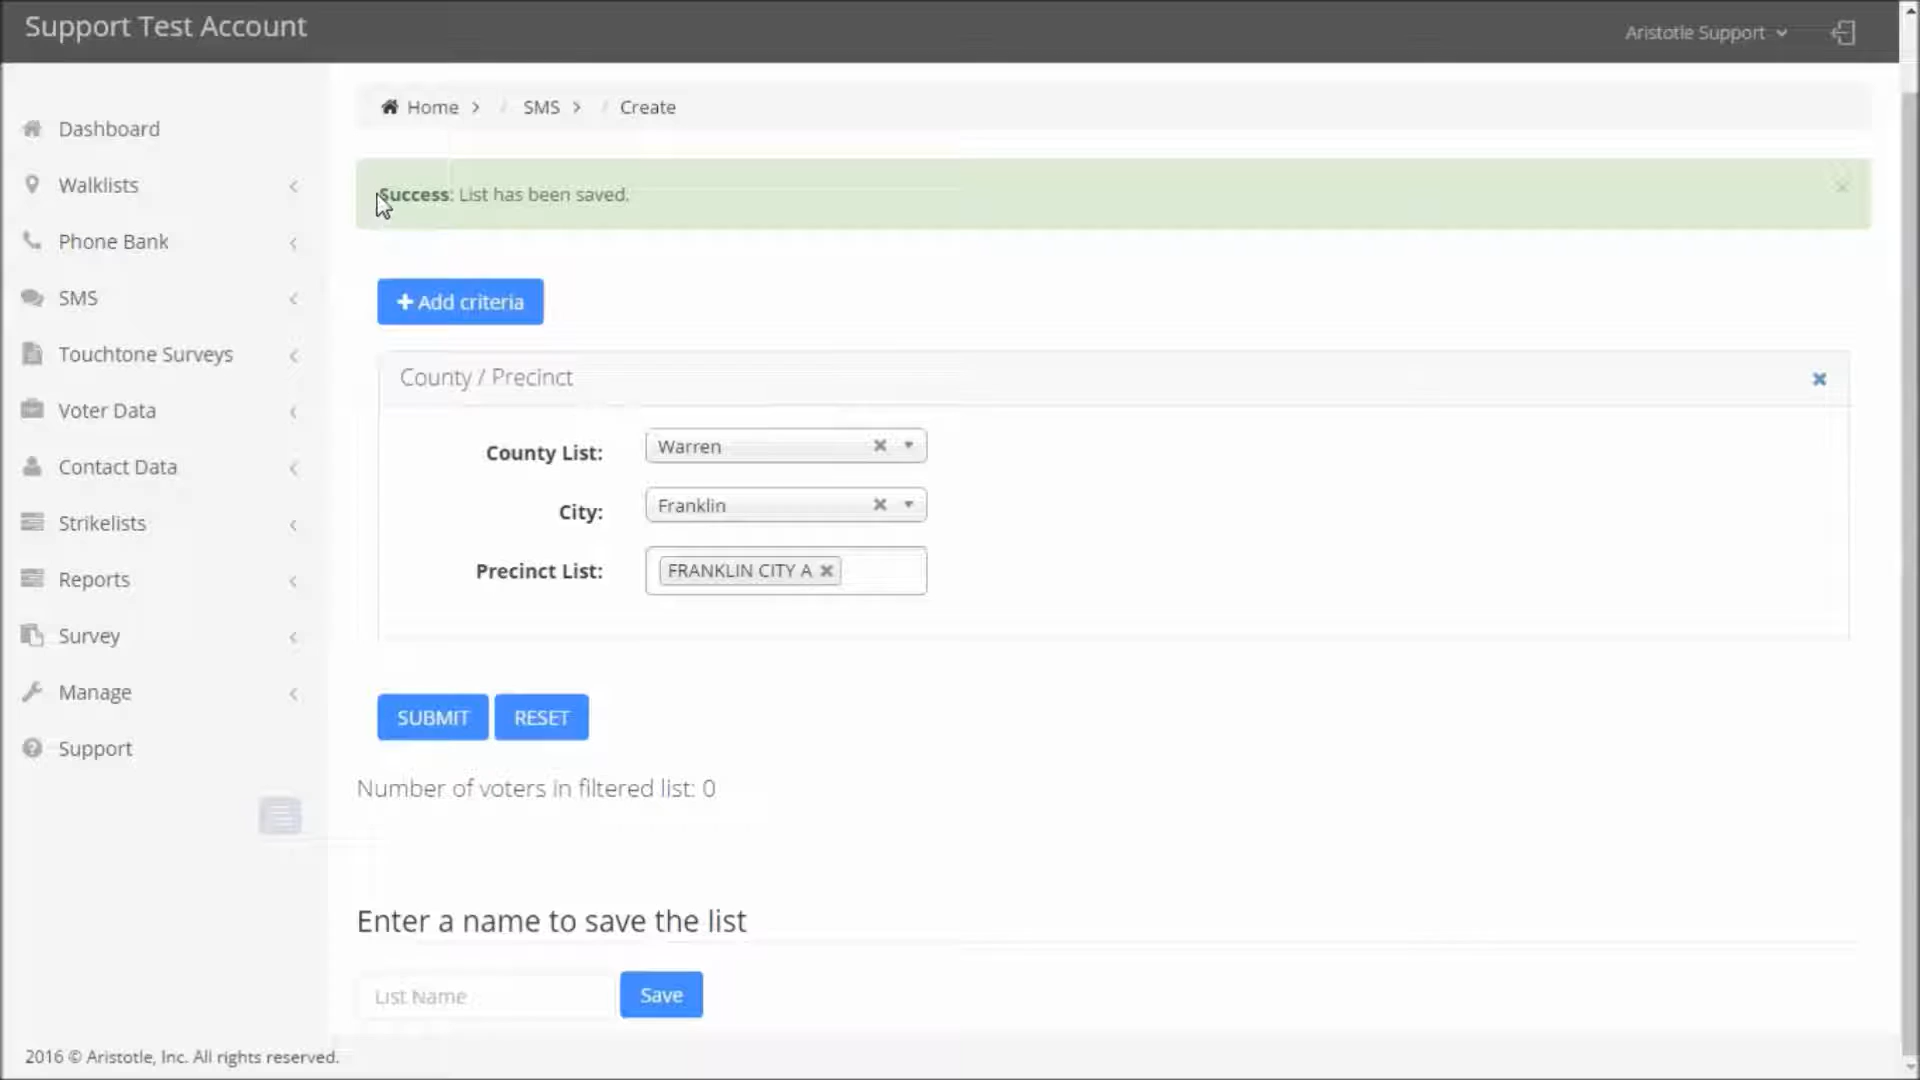 Support Test Account
Aristotle Support
Home > / SMS > / Create
Dashboard
Walklists
Phone Bank
SMS
Touchtone Surveys
Voter Data
Contact Data
Strikelists
Reports
Survey
Manage
Support
Success: List has been saved.
Add criteria
County / Precinct
County List: Warren
City: Franklin
Precinct List: FRANKLIN CITY A
SUBMIT RESET
Number of voters in filtered list: 0
Enter a name to save the list
List Name Save
2016 © Aristotle, Inc. All rights reserved.